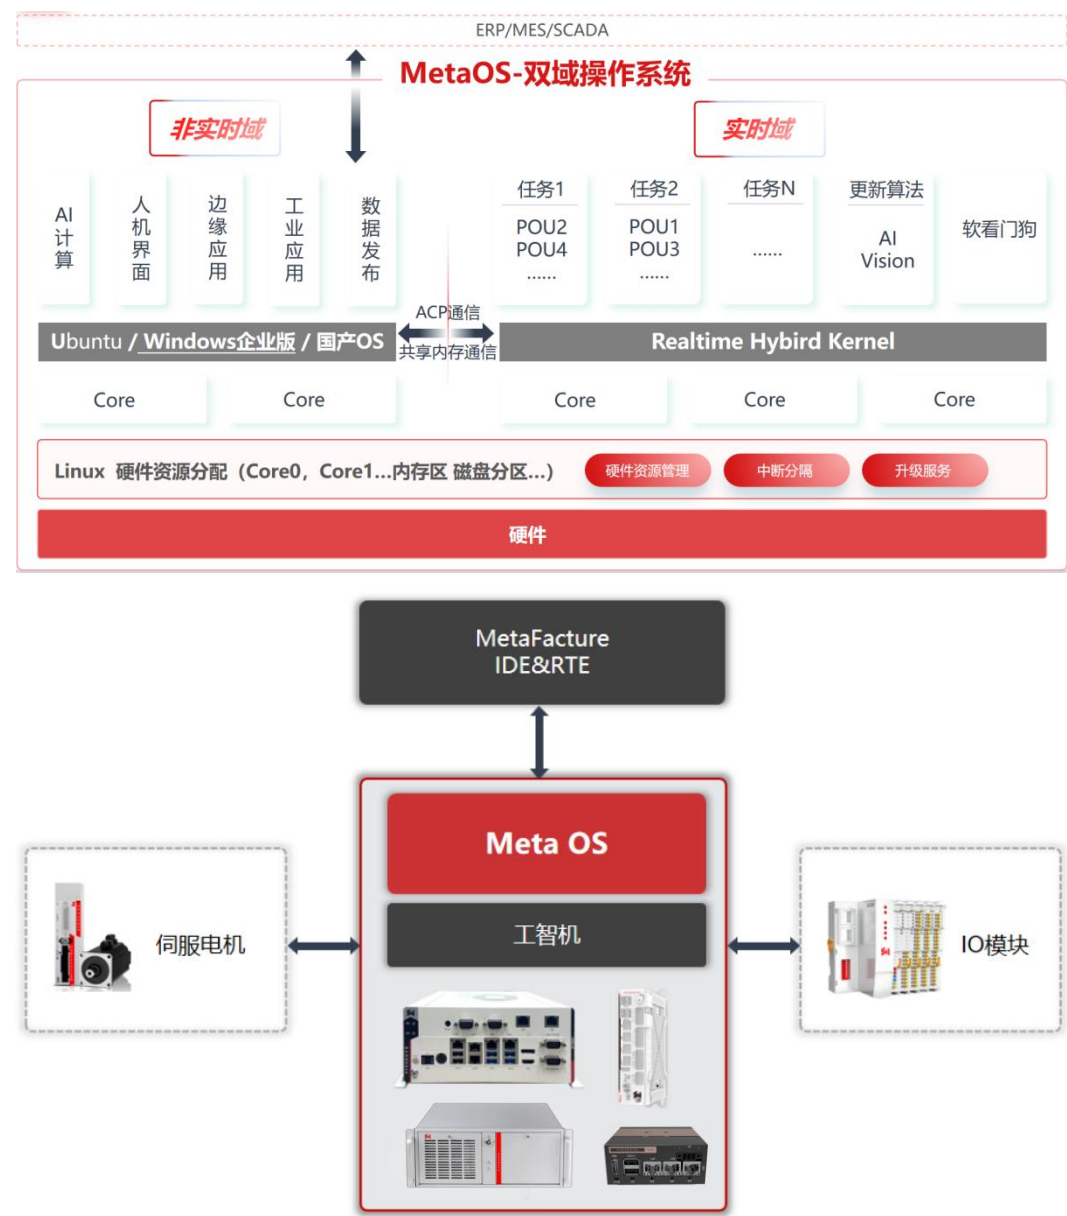 ERP/MES/SCADA
MetaOS-双域操作系统
非实时域
实时域
AI计算
人机界面
边缘应用
工业应用
数据发布
任务1
POU2
POU4
......
任务2
POU1
POU3
......
任务N
......
更新算法
AI
Vision
软看门狗
Ubuntu / Windows企业版 / 国产OS
ACP通信
共享内存通信
Realtime Hybird Kernel
Core
Core
Core
Core
Core
Linux 硬件资源分配（Core0，Core1...内存区 磁盘分区...）
硬件资源管理
中断分隔
升级服务
硬件
MetaFacture
IDE&RTE
Meta OS
工智机
伺服电机
IO模块